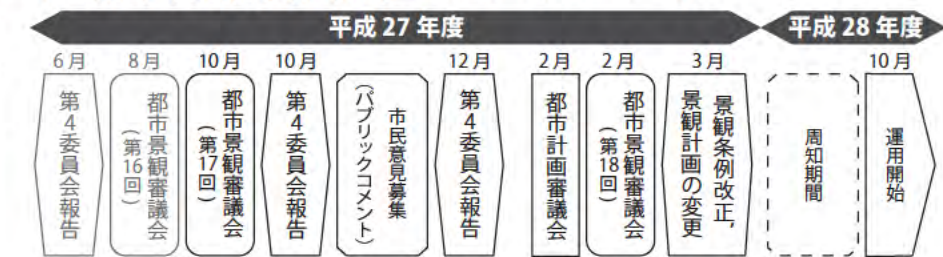 平成27年度
平成28年度
6月
8月
10月
10月
12月
2月
2月
3月
10月
第4委員会報告
都市景観審議会
（第16回）
都市景観審議会
（第17回）
第4委員会報告
市民意見募集
（パブリックコメント）
第4委員会報告
都市計画審議会
都市景観審議会
（第18回）
景観条例改正，
景観計画の変更
周知期間
運用開始